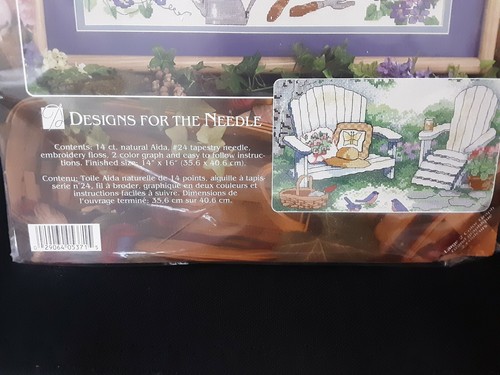 DESIGNS FOR THE NEEDLE
Contents: 14 ct. natural Aida, #24 tapestry needle,
embroidery floss, 2 color graph and easy to follow instruc-
tions. Finished size 14" x 16" (35.6 x 40.6 cm).
Contenu: Toile Aida naturelle de 14 points, aiguille à tapis-
serie n°24, fil à broder, graphique en deux couleurs et
instructions faciles à suivre. Dimensions de
l'ouvrage terminé: 35,6 cm sur 40,6 cm.
29064 05371